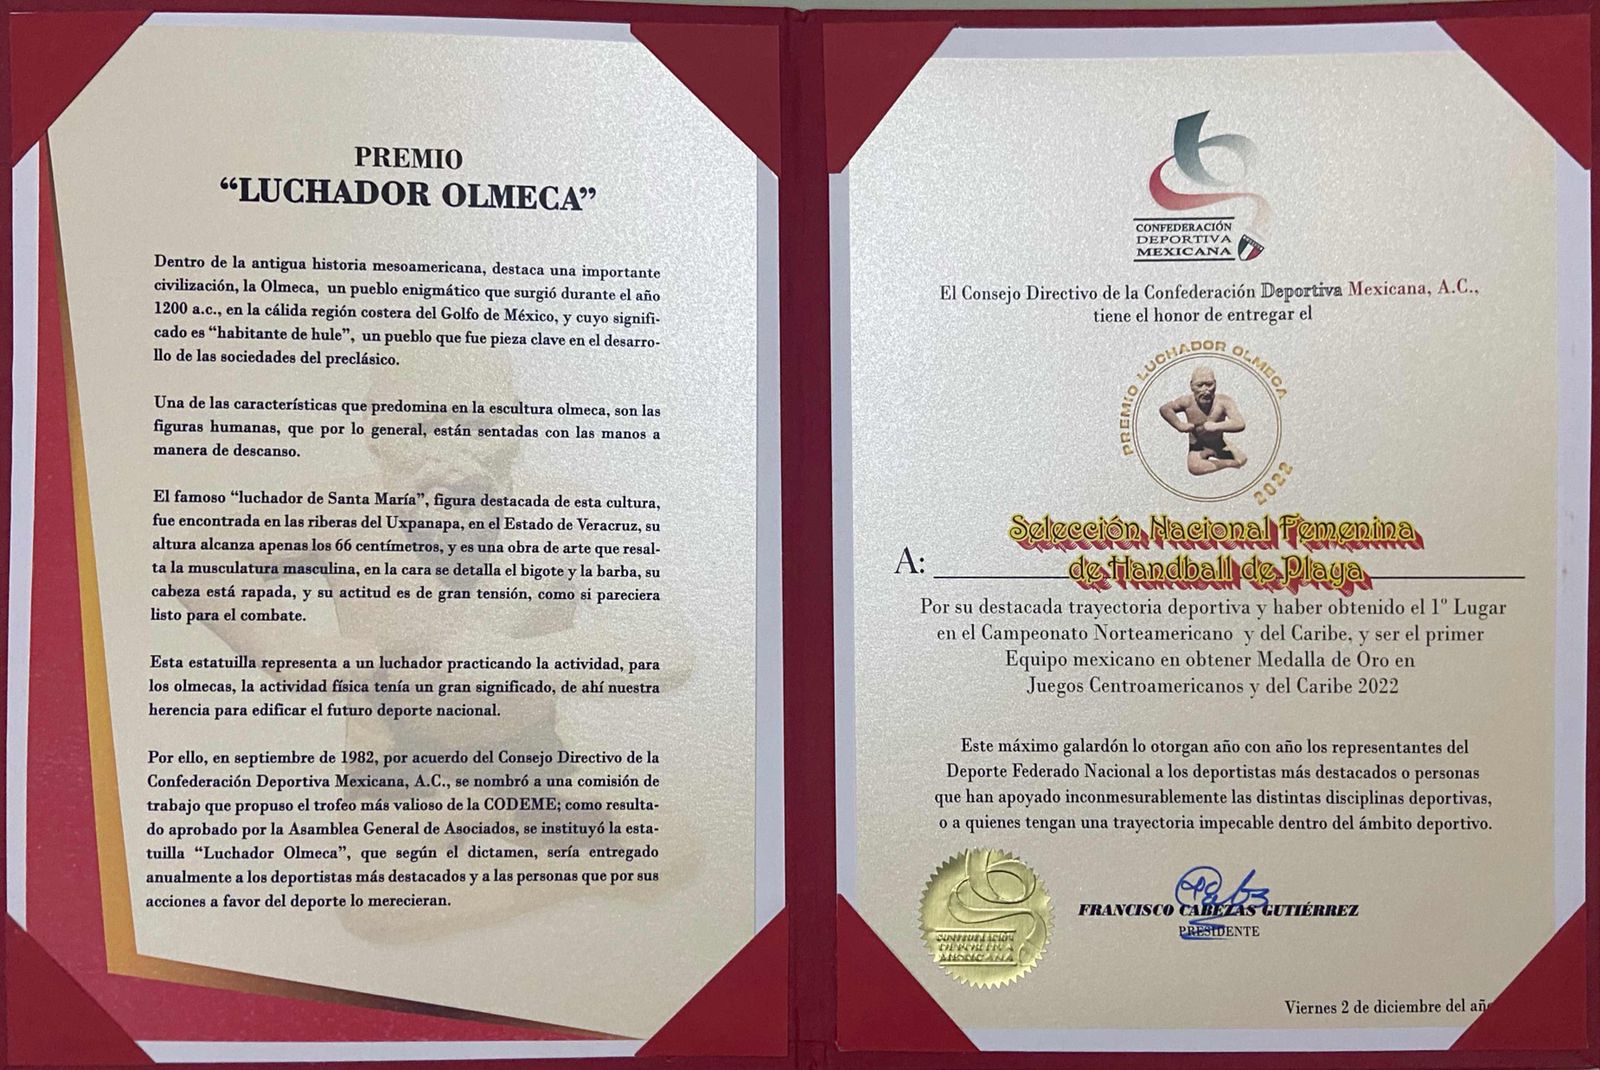 PREMIO
“LUCHADOR OLMECA”
Dentro de la antigua historia mesoamericana, destaca una importante
civilización, la Olmeca, un pueblo enigmático que surgió durante el año
1200 a.c., en la cálida región costera del Golfo de México, y cuyo signifi-
cado es “habitante de hule”, un pueblo que fue pieza clave en el desarro-
llo de las sociedades del preclásico.
Una de las características que predomina en la escultura olmeca, son las
figuras humanas, que por lo general, están sentadas con las manos a
manera de descanso.
El famoso “luchador de Santa María”, figura destacada de esta cultura,
fue encontrada en las riberas del Uxpanapa, en el Estado de Veracruz, su
altura alcanza apenas los 66 centímetros, y es una obra de arte que resal-
ta la musculatura masculina, en la cara se detalla el bigote y la barba, su
cabeza está rapada, y su actitud es de gran tensión, como si pareciera
listo para el combate.
Esta estatuilla representa a un luchador practicando la actividad, para
los olmecas, la actividad física tenía un gran significado, de ahí nuestra
herencia para edificar el futuro deporte nacional.
Por ello, en septiembre de 1982, por acuerdo del Consejo Directivo de la
Confederación Deportiva Mexicana, A.C., se nombró a una comisión de
trabajo que propuso el trofeo más valioso de la CODEME; como resulta-
do aprobado por la Asamblea General de Asociados, se instituyó la esta-
tuilla “Luchador Olmeca”, que según el dictamen, sería entregado
anualmente a los deportistas más destacados y a las personas que por sus
acciones a favor del deporte lo merecieran.
CONFEDERACIÓN
DEPORTIVA
MEXICANA
El Consejo Directivo de la Confederación Deportiva Mexicana, A.C.,
tiene el honor de entregar el
PREMIO LUCHADOR OLMECA
2022
Selección Nacional Femenina
A: de Handball de Playa
Por su destacada trayectoria deportiva y haber obtenido el 1º Lugar
en el Campeonato Norteamericano y del Caribe, y ser el primer
Equipo mexicano en obtener Medalla de Oro en
Juegos Centroamericanos y del Caribe 2022
Este máximo galardón lo otorgan año con año los representantes del
Deporte Federado Nacional a los deportistas más destacados o personas
que han apoyado inconmesurablemente las distintas disciplinas deportivas,
o a quienes tengan una trayectoria impecable dentro del ámbito deportivo.
CONFEDERACIÓN
DEPORTIVA
MEXICANA
FRANCISCO CABEZAS GUTIÉRREZ
PRESIDENTE
Viernes 2 de diciembre del